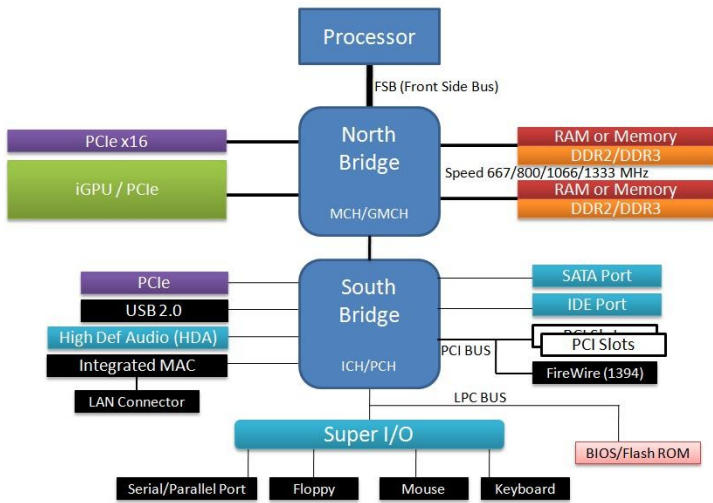 Processor
FSB (Front Side Bus)
North
Bridge
MCH/GMCH
PCIe x16
iGPU / PCIe
RAM or Memory
DDR2/DDR3
Speed 667/800/1066/1333 MHz
RAM or Memory
DDR2/DDR3
South
Bridge
ICH/PCH
PCIe
USB 2.0
High Def Audio (HDA)
Integrated MAC
LAN Connector
SATA Port
IDE Port
PCI BUS
PCI Slots
PCI Slots
FireWire (1394)
LPC BUS
Super I/O
BIOS/Flash ROM
Serial/Parallel Port
Floppy
Mouse
Keyboard